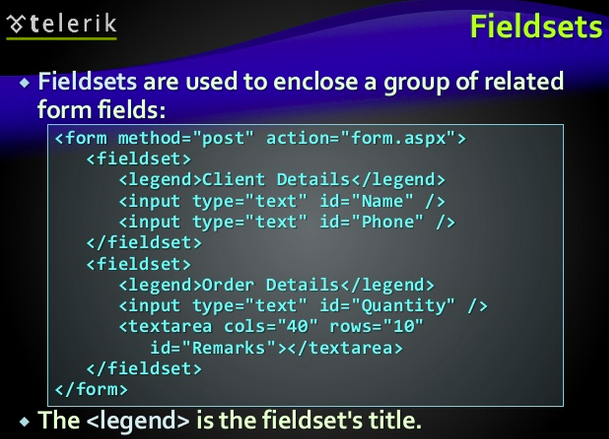 telerik
Fieldsets
Fieldsets are used to enclose a group of related
form fields:
<form method="post" action="form.aspx">
<fieldset>
<legend>Client Details</legend>
<input type="text" id="Name" />
<input type="text" id="Phone" />
</fieldset>
<fieldset>
<legend>Order Details</legend>
<input type="text" id="Quantity" />
<textarea cols="40" rows="10"
id="Remarks"></textarea>
</fieldset>
</form>
The <legend> is the fieldset's title.